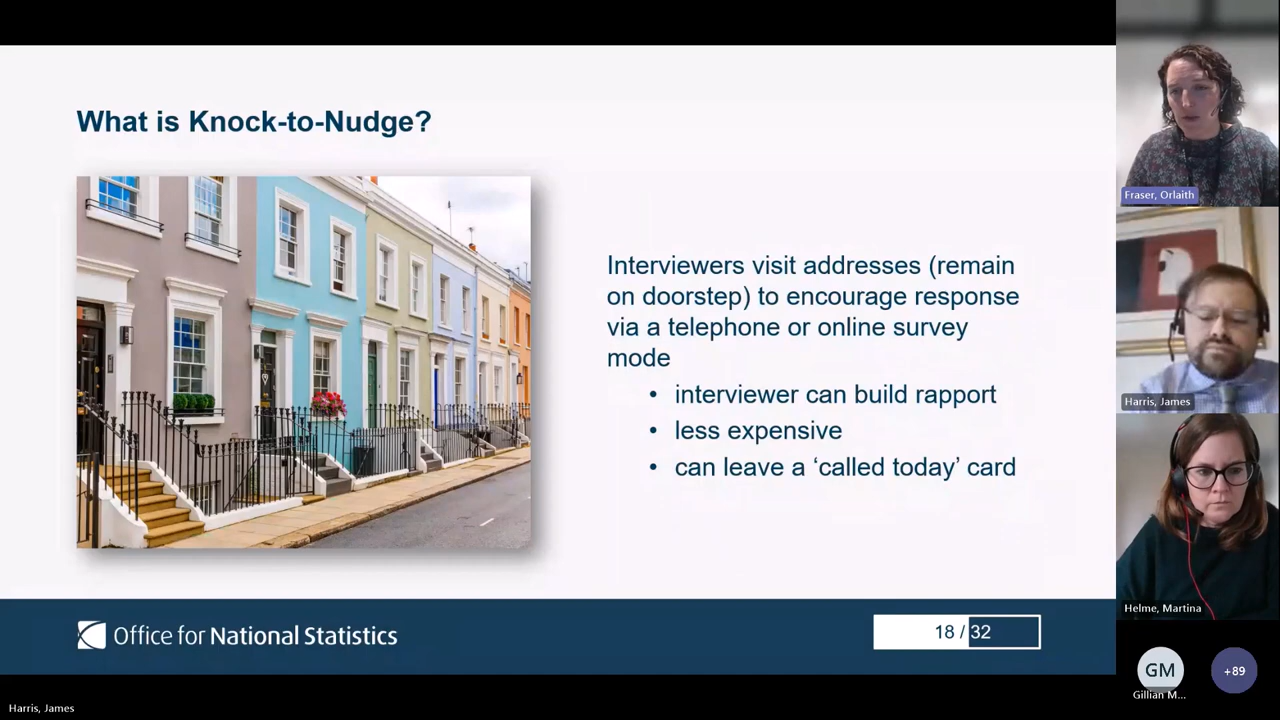 What is Knock-to-Nudge?
Interviewers visit addresses (remain
on doorstep) to encourage response
via a telephone or online survey
mode
• interviewer can build rapport
• less expensive
• can leave a ‘called today’ card
Office for National Statistics
18 / 32
Fraser, Orlaith
Harris, James
Helme, Martina
GM
+89
Gillian M...
Harris, James